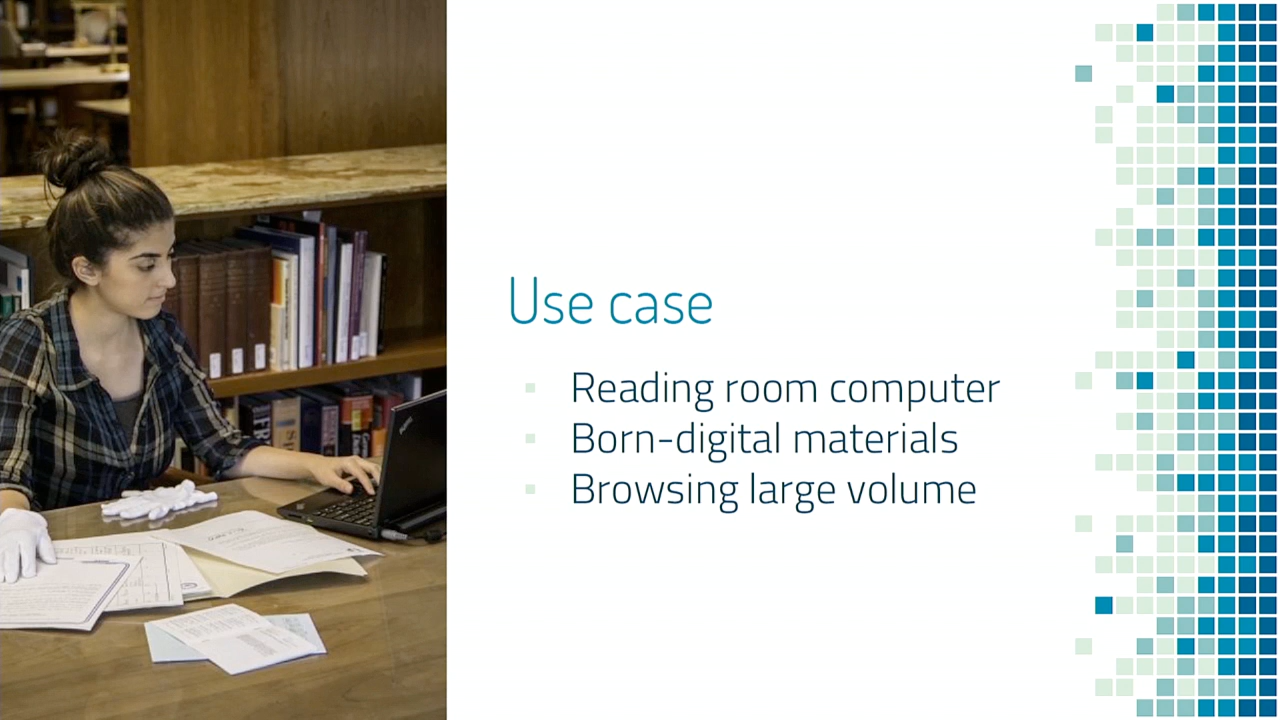 Use case
Reading room computer
Born-digital materials
Browsing large volume